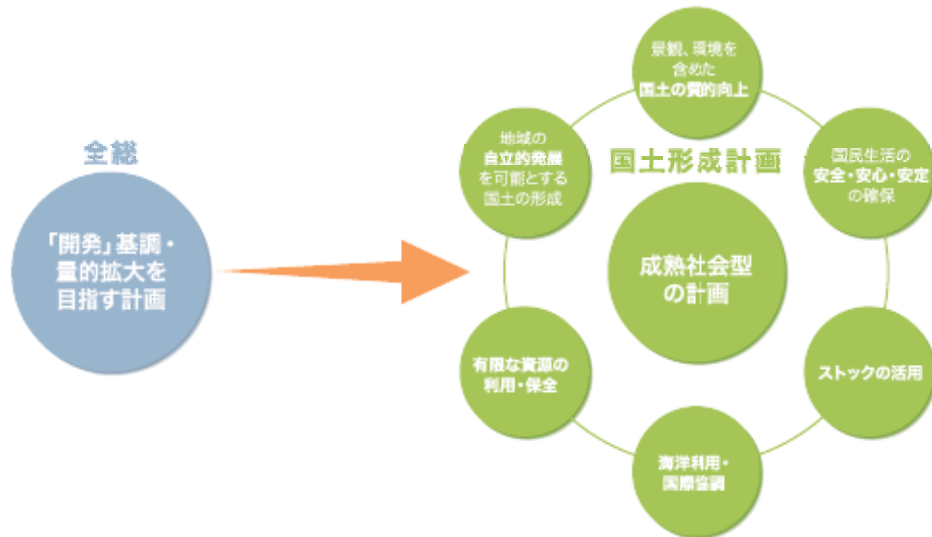 全総
「開発」基調・
量的拡大を
目指す計画
国土形成計画
成熟社会型
の計画
景観、環境を
含めた
国土の質的向上
国民生活の
安全・安心・安定
の確保
ストックの活用
海洋利用・
国際協調
有限な資源の
利用・保全
地域の
自立的発展
を可能とする
国土の形成